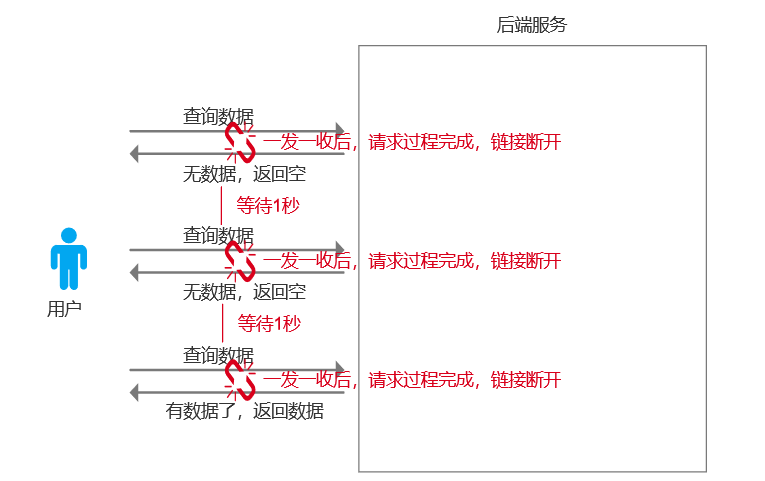 后端服务
查询数据
一发一收后，请求过程完成，链接断开
无数据，返回空
等待1秒
查询数据
一发一收后，请求过程完成，链接断开
无数据，返回空
用户
等待1秒
查询数据
一发一收后，请求过程完成，链接断开
有数据了，返回数据